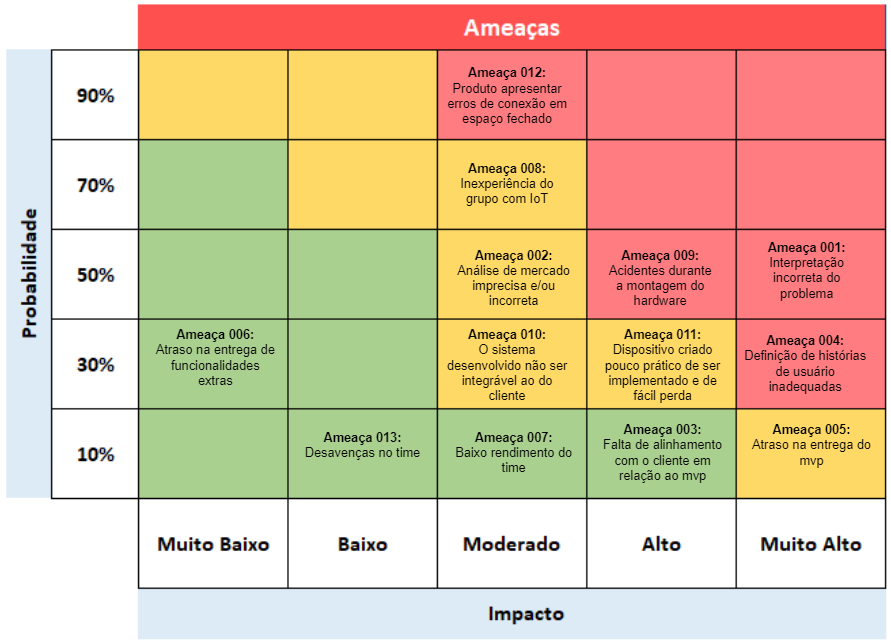 Ameaças
Probabilidade
90%
Ameaça 012:
Produto apresentar
erros de conexão em
espaço fechado
70%
Ameaça 008:
Inexperiência do
grupo com IoT
50%
Ameaça 002:
Análise de mercado
imprecisa e/ou
incorreta
Ameaça 009:
Acidentes durante
a montagem do
hardware
Ameaça 001:
Interpretação
incorreta do
problema
30%
Ameaça 006:
Atraso na entrega de
funcionalidades
extras
Ameaça 010:
O sistema
desenvolvido não ser
integrável ao do
cliente
Ameaça 011:
Dispositivo criado
pouco prático de ser
implementado e de
fácil perda
Ameaça 004:
Definição de histórias
de usuário
inadequadas
10%
Ameaça 013:
Desavenças no time
Ameaça 007:
Baixo rendimento do
time
Ameaça 003:
Falta de alinhamento
com o cliente em
relação ao mvp
Ameaça 005:
Atraso na entrega do
mvp
Muito Baixo
Baixo
Moderado
Alto
Muito Alto
Impacto